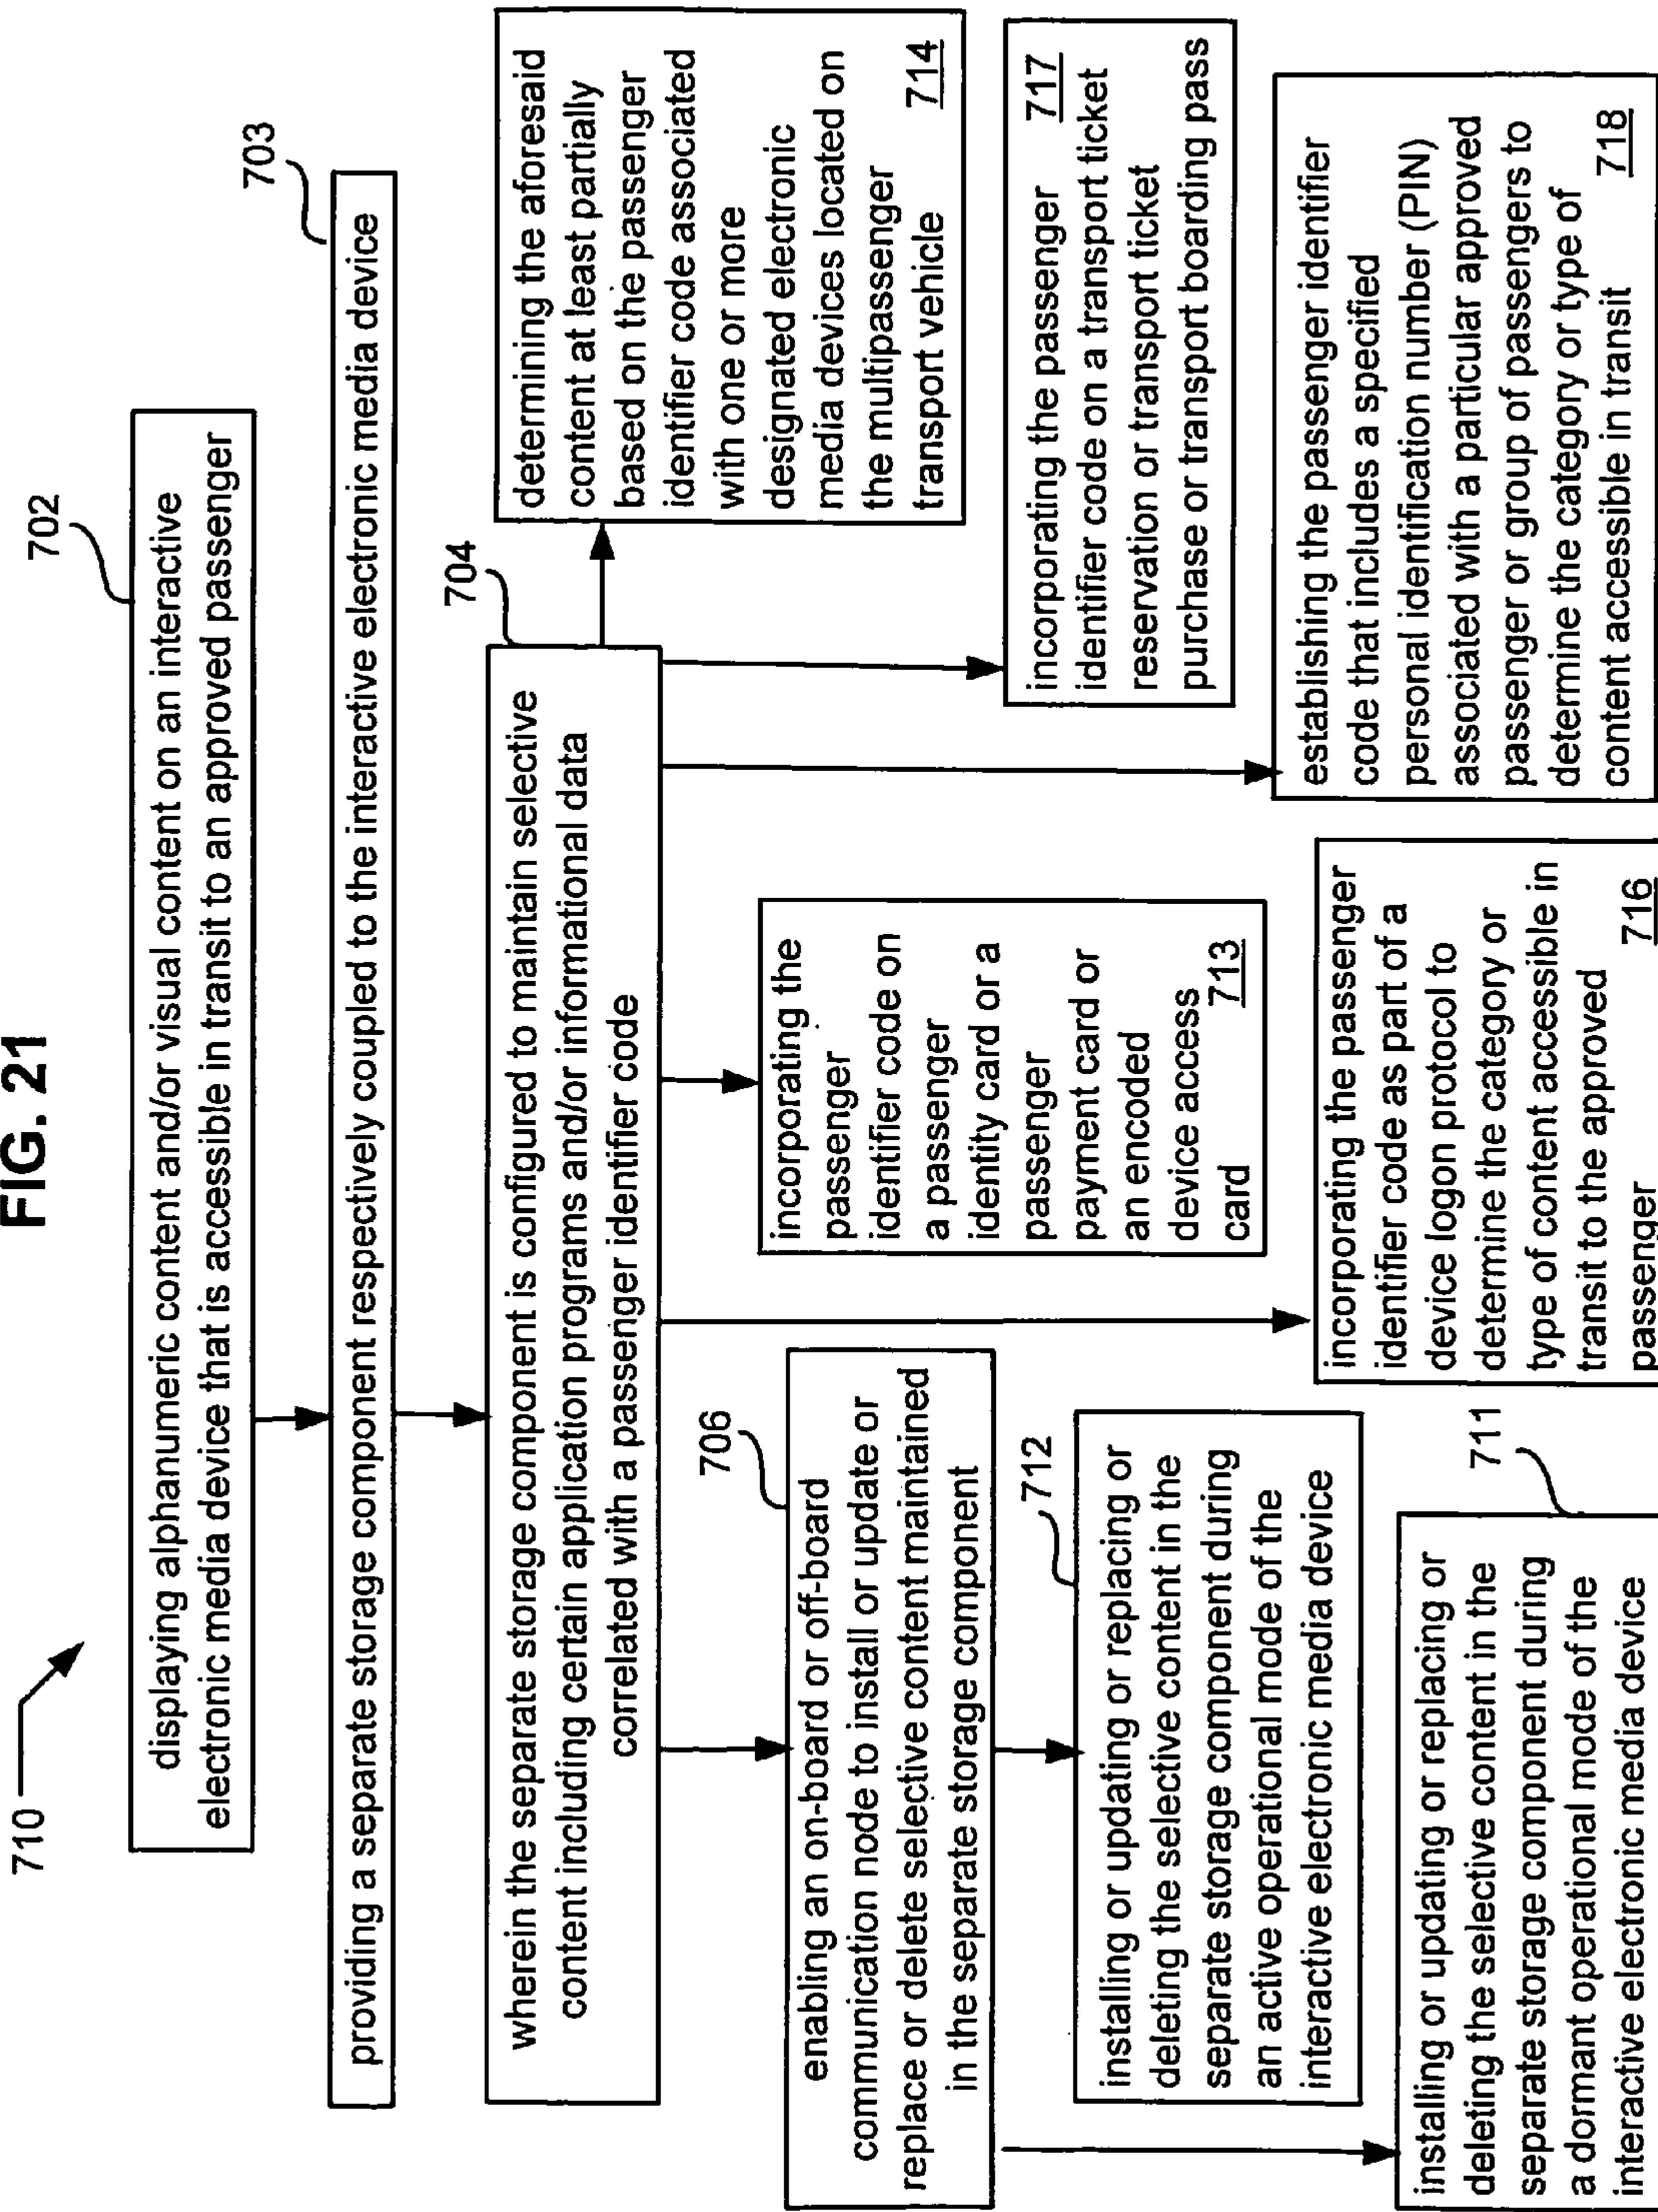 FIG. 21
710
702
displaying alphanumeric content and/or visual content on an interactive
electronic media device that is accessible in transit to an approved passenger
703
providing a separate storage component respectively coupled to the interactive electronic media device
704
wherein the separate storage component is configured to maintain selective
content including certain application programs and/or informational data
correlated with a passenger identifier code
determining the aforesaid
content at least partially
based on the passenger
identifier code associated
with one or more
designated electronic
media devices located on
the multipassenger
transport vehicle 714
706
enabling an on-board or off-board
communication node to install or update or
replace or delete selective content maintained
in the separate storage component
incorporating the
passenger
identifier code on
a passenger
identity card or a
passenger
payment card or
an encoded
device access
card 713
incorporating the passenger 717
identifier code on a transport ticket
reservation or transport ticket
purchase or transport boarding pass
712
installing or updating or replacing or
deleting the selective content in the
separate storage component during
an active operational mode of the
interactive electronic media device
incorporating the passenger
identifier code as part of a
device logon protocol to
determine the category or
type of content accessible in
transit to the approved
passenger 716
establishing the passenger identifier
code that includes a specified
personal identification number (PIN)
associated with a particular approved
passenger or group of passengers to
determine the category or type of
content accessible in transit 718
711
installing or updating or replacing or
deleting the selective content in the
separate storage component during
a dormant operational mode of the
interactive electronic media device